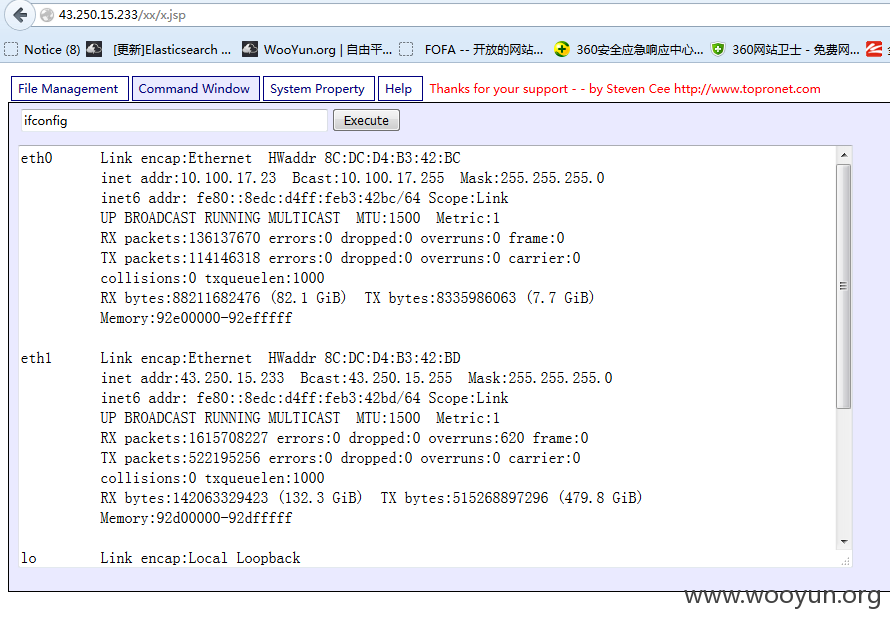 43.250.15.233/xx/x.jsp
Notice (8) [更新]Elasticsearch ... WooYun.org | 自由平... FOFA -- 开放的网站... 360安全应急响应中心... 360网站卫士 - 免费网...
File Management Command Window System Property Help Thanks for your support - - by Steven Cee http://www.topronet.com
ifconfig Execute
eth0 Link encap:Ethernet HWaddr 8C:DC:D4:B3:42:BC
inet addr:10.100.17.23 Bcast:10.100.17.255 Mask:255.255.255.0
inet6 addr: fe80::8edc:d4ff:feb3:42bc/64 Scope:Link
UP BROADCAST RUNNING MULTICAST MTU:1500 Metric:1
RX packets:136137670 errors:0 dropped:0 overruns:0 frame:0
TX packets:114146318 errors:0 dropped:0 overruns:0 carrier:0
collisions:0 txqueuelen:1000
RX bytes:88211682476 (82.1 GiB) TX bytes:8335986063 (7.7 GiB)
Memory:92e00000-92efffff
eth1 Link encap:Ethernet HWaddr 8C:DC:D4:B3:42:BD
inet addr:43.250.15.233 Bcast:43.250.15.255 Mask:255.255.255.0
inet6 addr: fe80::8edc:d4ff:feb3:42bd/64 Scope:Link
UP BROADCAST RUNNING MULTICAST MTU:1500 Metric:1
RX packets:1615708227 errors:0 dropped:0 overruns:620 frame:0
TX packets:522195256 errors:0 dropped:0 overruns:0 carrier:0
collisions:0 txqueuelen:1000
RX bytes:142063329423 (132.3 GiB) TX bytes:515268897296 (479.8 GiB)
Memory:92d00000-92dfffff
lo Link encap:Local Loopback
www.wooyun.org